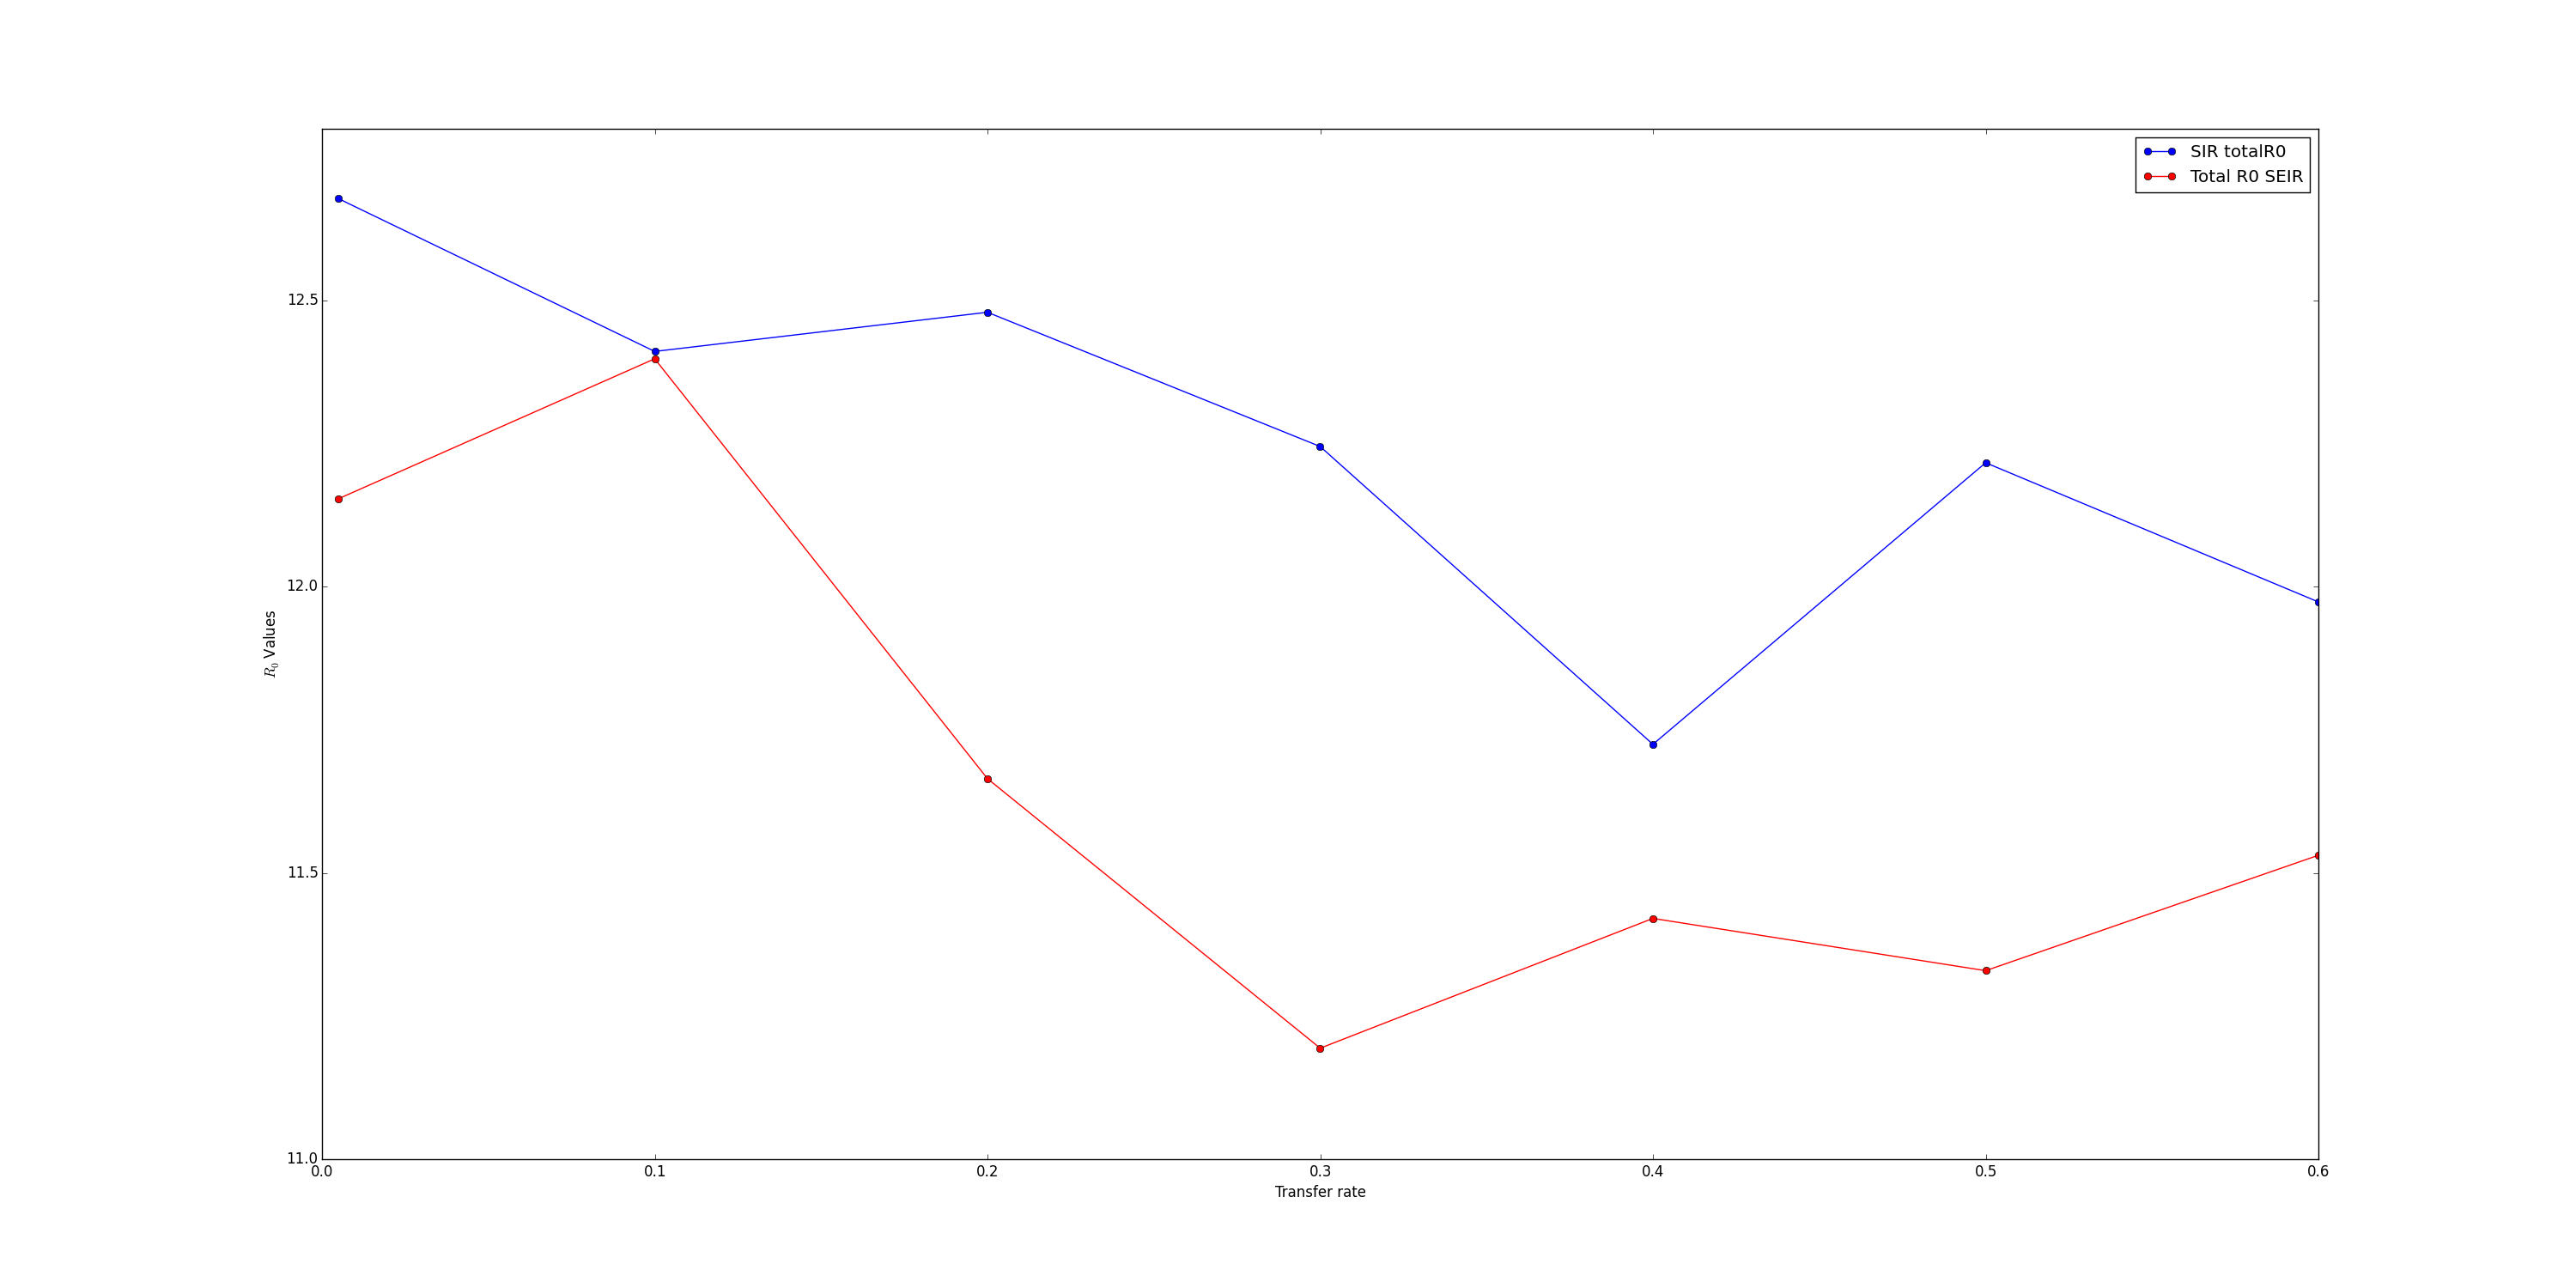 SIR totalR0
Total R0 SEIR
12.5
12.0
R₀ Values
11.5
11.0
0.0 0.1 0.2 0.3 0.4 0.5 0.6
Transfer rate